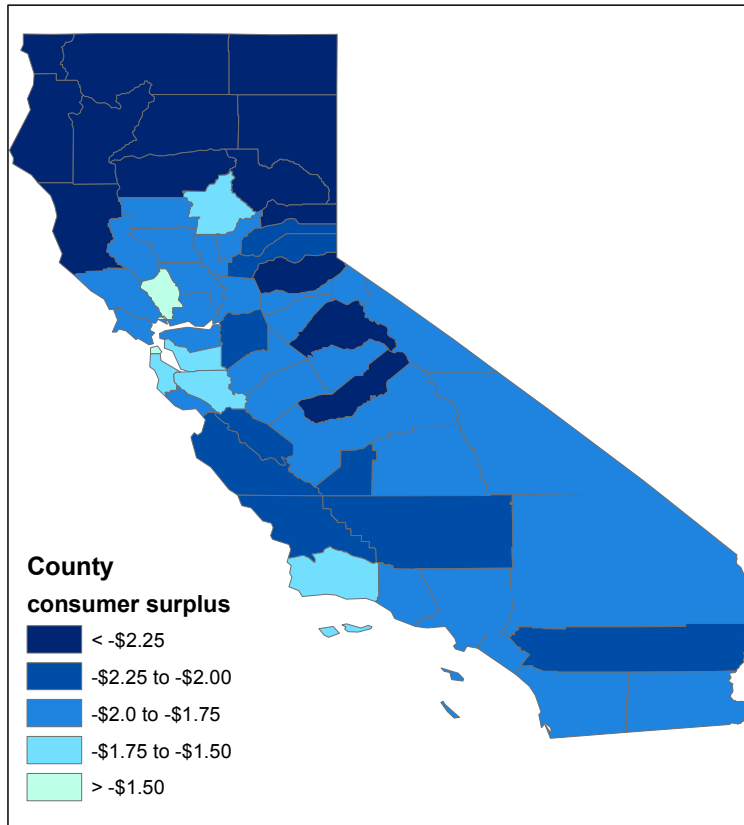 County
consumer surplus
< -$2.25
-$2.25 to -$2.00
-$2.0 to -$1.75
-$1.75 to -$1.50
> -$1.50